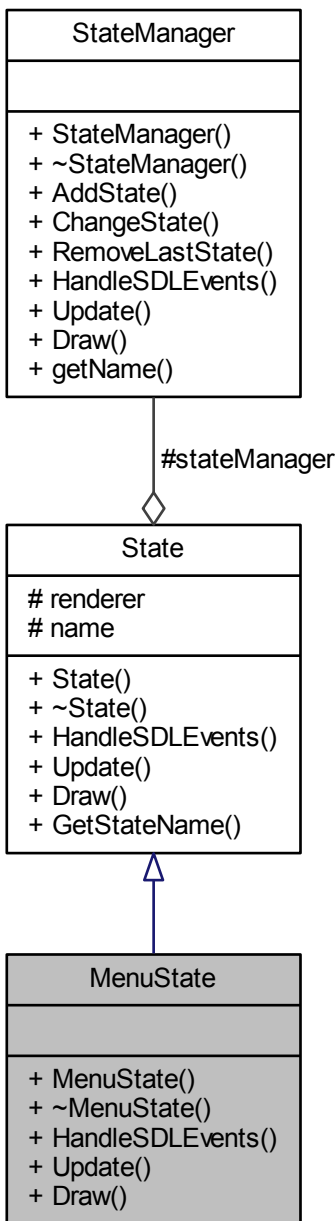 StateManager
+ StateManager()
+ ~StateManager()
+ AddState()
+ ChangeState()
+ RemoveLastState()
+ HandleSDLEvents()
+ Update()
+ Draw()
+ getName()
#stateManager
State
# renderer
# name
+ State()
+ ~State()
+ HandleSDLEvents()
+ Update()
+ Draw()
+ GetStateName()
MenuState
+ MenuState()
+ ~MenuState()
+ HandleSDLEvents()
+ Update()
+ Draw()